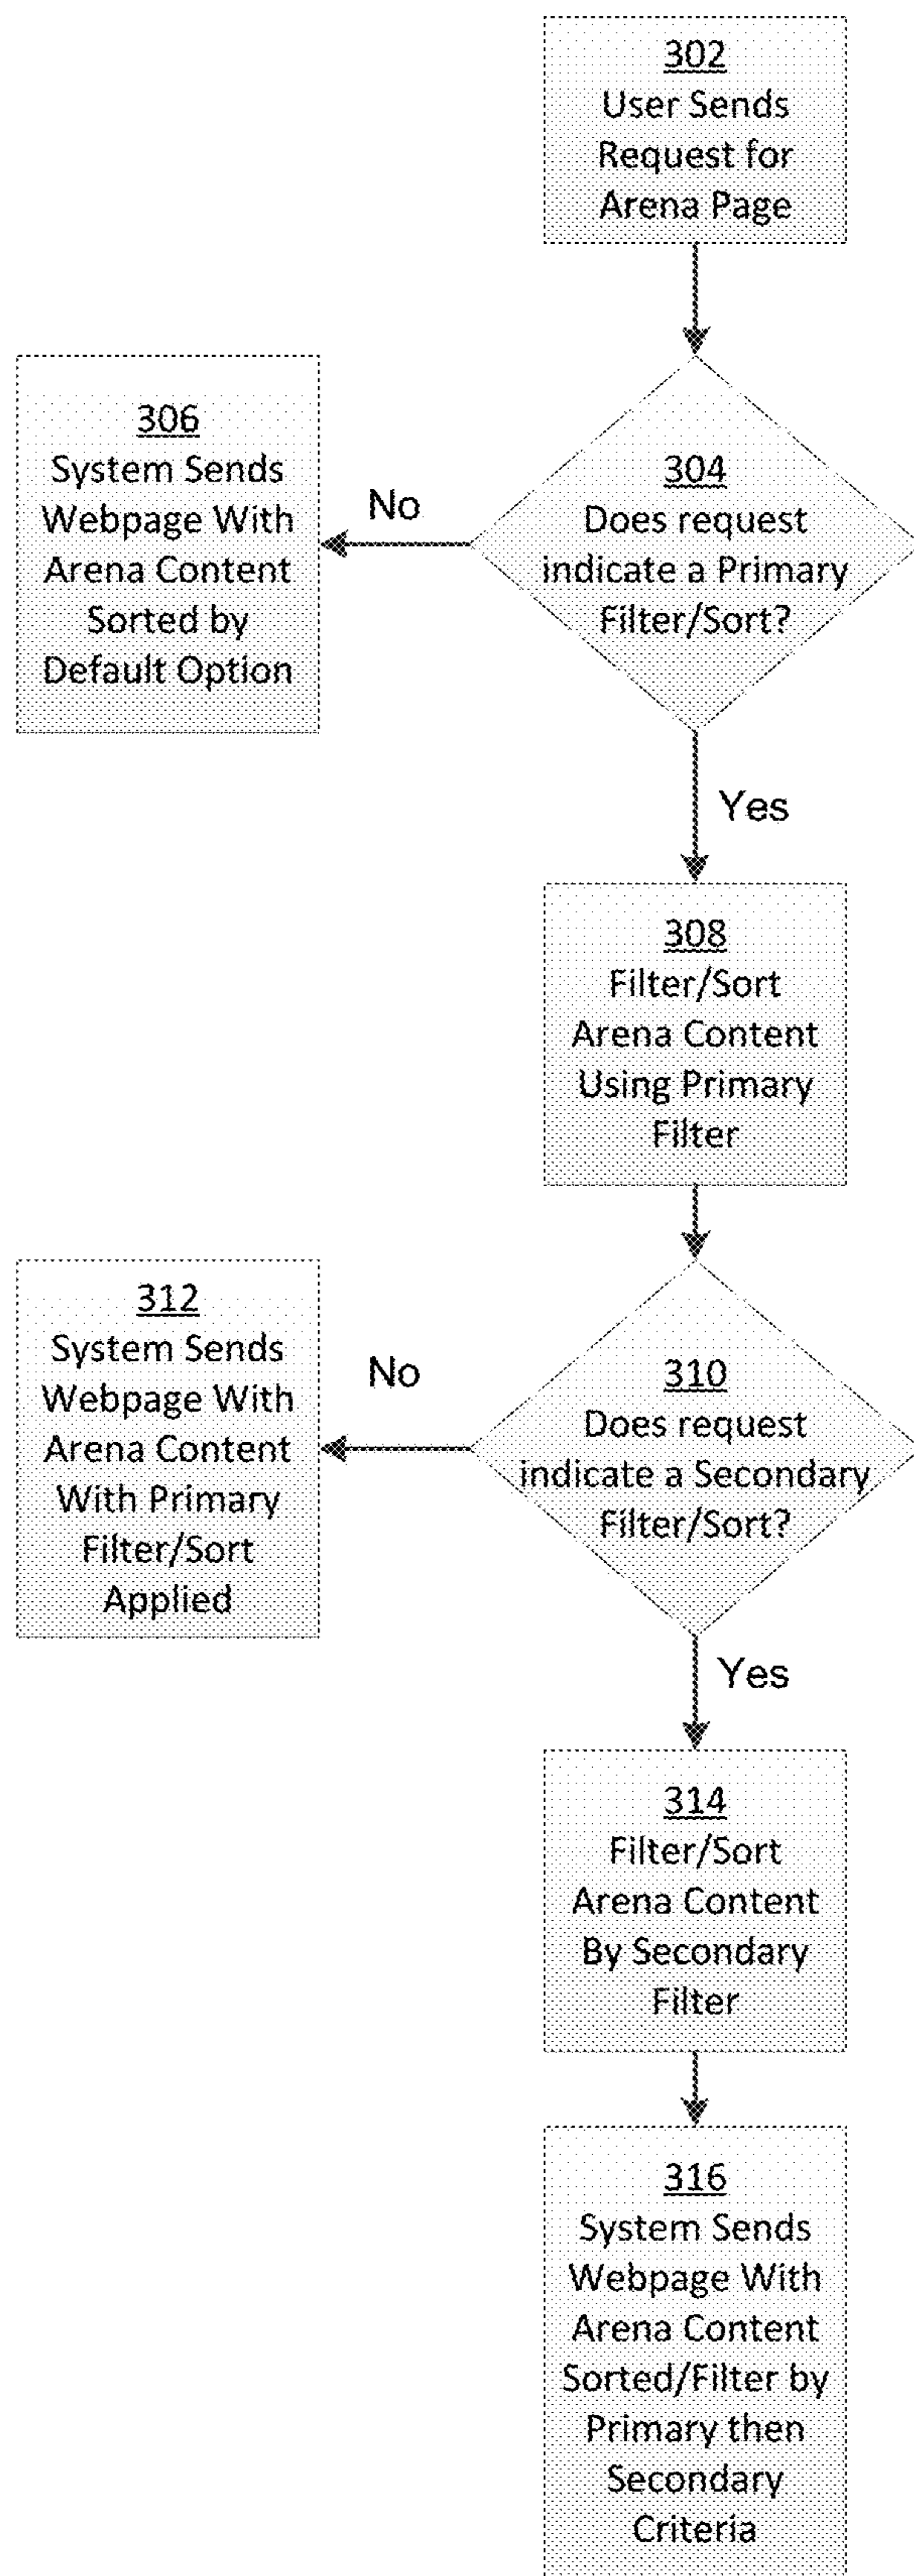 302
User Sends
Request for
Arena Page
304
Does request
indicate a Primary
Filter/Sort?
No
306
System Sends
Webpage With
Arena Content
Sorted by
Default Option
Yes
308
Filter/Sort
Arena Content
Using Primary
Filter
310
Does request
indicate a Secondary
Filter/Sort?
No
312
System Sends
Webpage With
Arena Content
With Primary
Filter/Sort
Applied
Yes
314
Filter/Sort
Arena Content
By Secondary
Filter
316
System Sends
Webpage With
Arena Content
Sorted/Filter by
Primary then
Secondary
Criteria